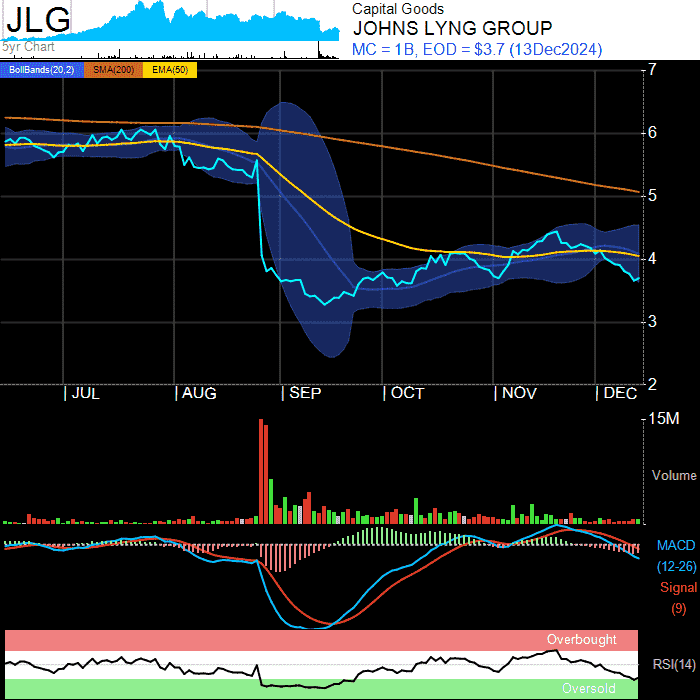 JLG
5yr Chart
Capital Goods
JOHNS LYNG GROUP
MC = 1B, EOD = $3.7 (13Dec2024)
BollBands(20,2) SMA(200) EMA(50)
7
6
5
4
3
2
JUL AUG SEP OCT NOV DEC
15M
Volume
MACD
(12-26)
Signal
(9)
Overbought
RSI(14)
Oversold